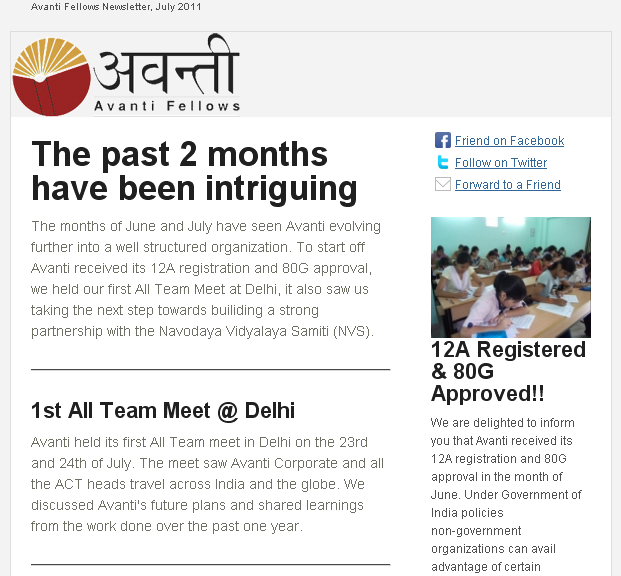 Avanti Fellows Newsletter, July 2011
अवन्ती
Avanti Fellows
The past 2 months
have been intriguing
The months of June and July have seen Avanti evolving
further into a well structured organization. To start off
Avanti received its 12A registration and 80G approval,
we held our first All Team Meet at Delhi, it also saw us
taking the next step towards builiding a strong
partnership with the Navodaya Vidyalaya Samiti (NVS).
1st All Team Meet @ Delhi
Avanti held its first All Team meet in Delhi on the 23rd
and 24th of July. The meet saw Avanti Corporate and all
the ACT heads travel across India and the globe. We
discussed Avanti's future plans and shared learnings
from the work done over the past one year.
Friend on Facebook
Follow on Twitter
Forward to a Friend
12A Registered
& 80G
Approved!!
We are delighted to inform
you that Avanti received its
12A registration and 80G
approval in the month of
June. Under Government of
India policies
non-government
organizations can avail
advantage of certain